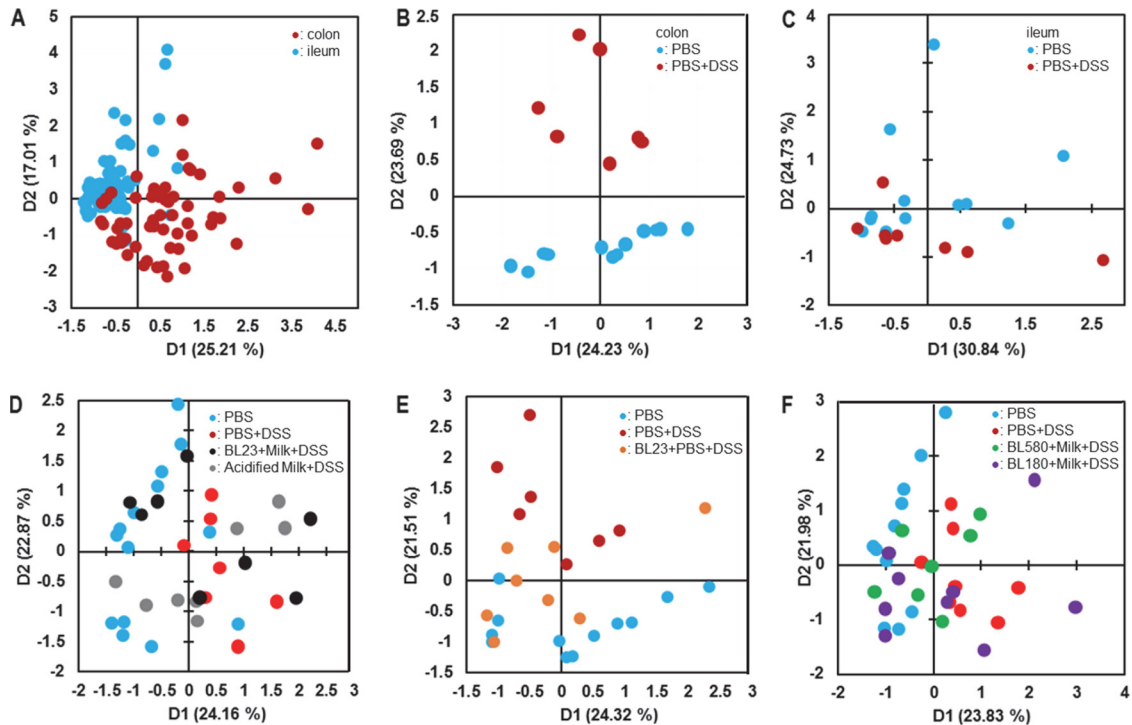 A
●: colon
●: ileum
5
4
3
2
1
0
-1
-2
-3
D2 (17.01 %)
-1.5 -0.5 0.5 1.5 2.5 3.5 4.5
D1 (25.21 %)
B
colon
●: PBS
●: PBS+DSS
2.5
2
1.5
1
0.5
0
-0.5
-1
-1.5
D2 (23.69 %)
-3 -2 -1 0 1 2 3
D1 (24.23 %)
C
ileum
●: PBS
●: PBS+DSS
4
3
2
1
0
-1
-2
D2 (24.73 %)
-1.5 -0.5 0.5 1.5 2.5
D1 (30.84 %)
D
●: PBS
●: PBS+DSS
●: BL23+Milk+DSS
●: Acidified Milk+DSS
2.5
2
1.5
1
0.5
0
-0.5
-1
-1.5
-2
D2 (22.87 %)
-2 -1.5 -1 -0.5 0 0.5 1 1.5 2 2.5 3
D1 (24.16 %)
E
●: PBS
●: PBS+DSS
●: BL23+PBS+DSS
3
2.5
2
1.5
1
0.5
0
-0.5
-1
-1.5
D2 (21.51 %)
-1.5 -1 -0.5 0 0.5 1 1.5 2 2.5 3
D1 (24.32 %)
F
●: PBS
●: PBS+DSS
●: BL580+Milk+DSS
●: BL180+Milk+DSS
3
2
1
0
-1
-2
D2 (21.98 %)
-2 -1 0 1 2 3 4
D1 (23.83 %)